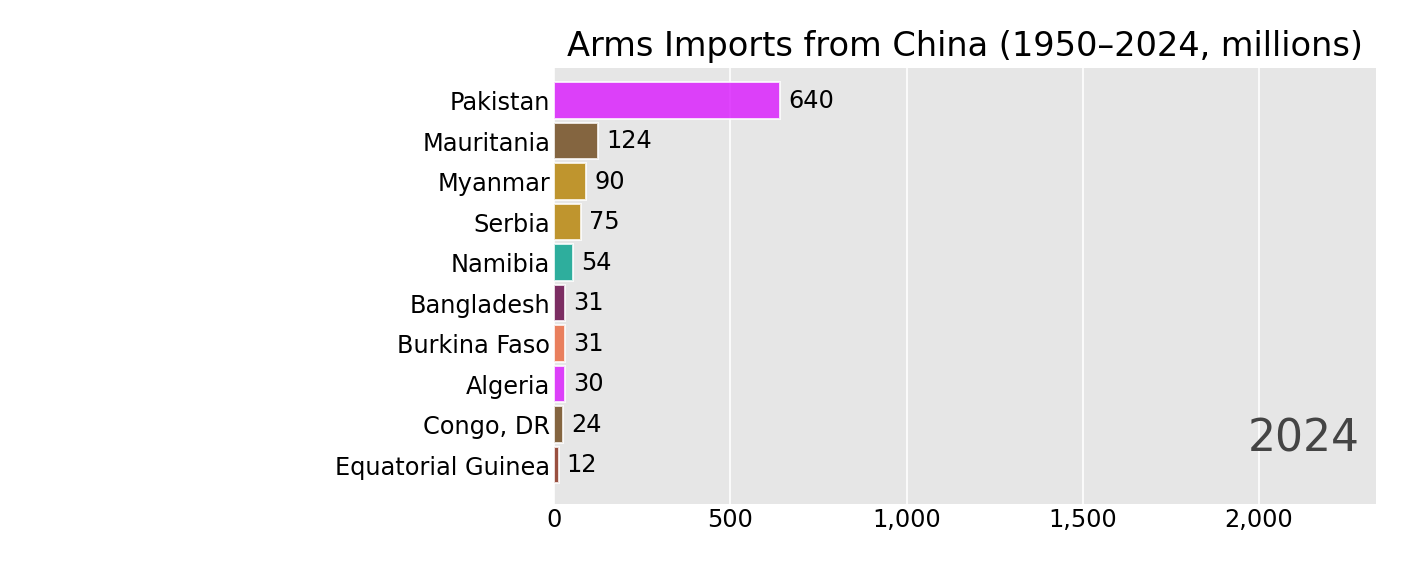 Arms Imports from China (1950–2024, millions)
Pakistan 640
Mauritania 124
Myanmar 90
Serbia 75
Namibia 54
Bangladesh 31
Burkina Faso 31
Algeria 30
Congo, DR 24
2024
Equatorial Guinea 12
0 500 1,000 1,500 2,000